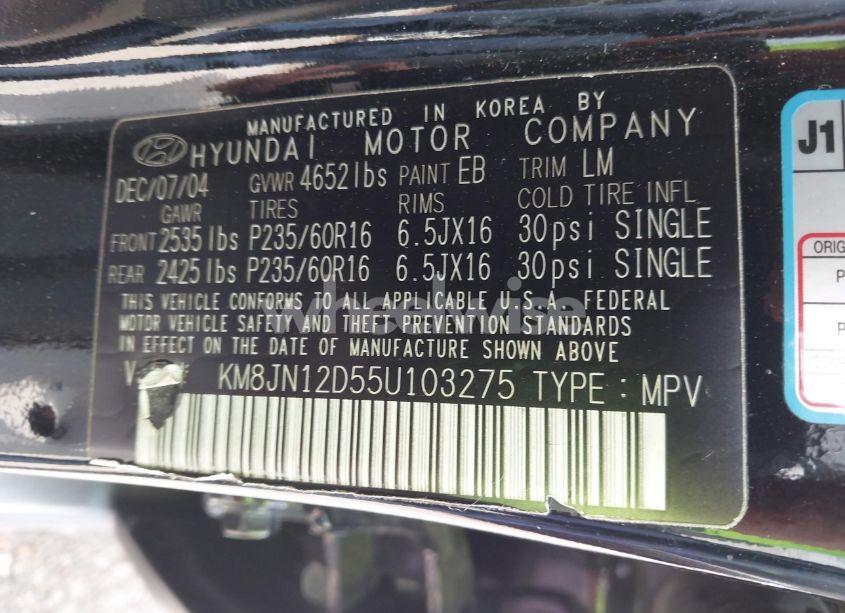 MANUFACTURED IN KOREA BY
HYUNDAI MOTOR COMPANY
DEC/07/04 GVWR 4652lbs PAINT EB TRIM LM
GAWR TIRES RIMS COLD TIRE INFL
FRONT 2535lbs P235/60R16 6.5JX16 30psi SINGLE
REAR 2425lbs P235/60R16 6.5JX16 30psi SINGLE
THIS VEHICLE CONFORMS TO ALL APPLICABLE U.S.A. FEDERAL
MOTOR VEHICLE SAFETY AND THEFT PREVENTION STANDARDS
IN EFFECT ON THE DATE OF MANUFACTURE SHOWN ABOVE
KM8JN12D55U103275 TYPE : MPV
wheelwise
J1
ORIG
P
P